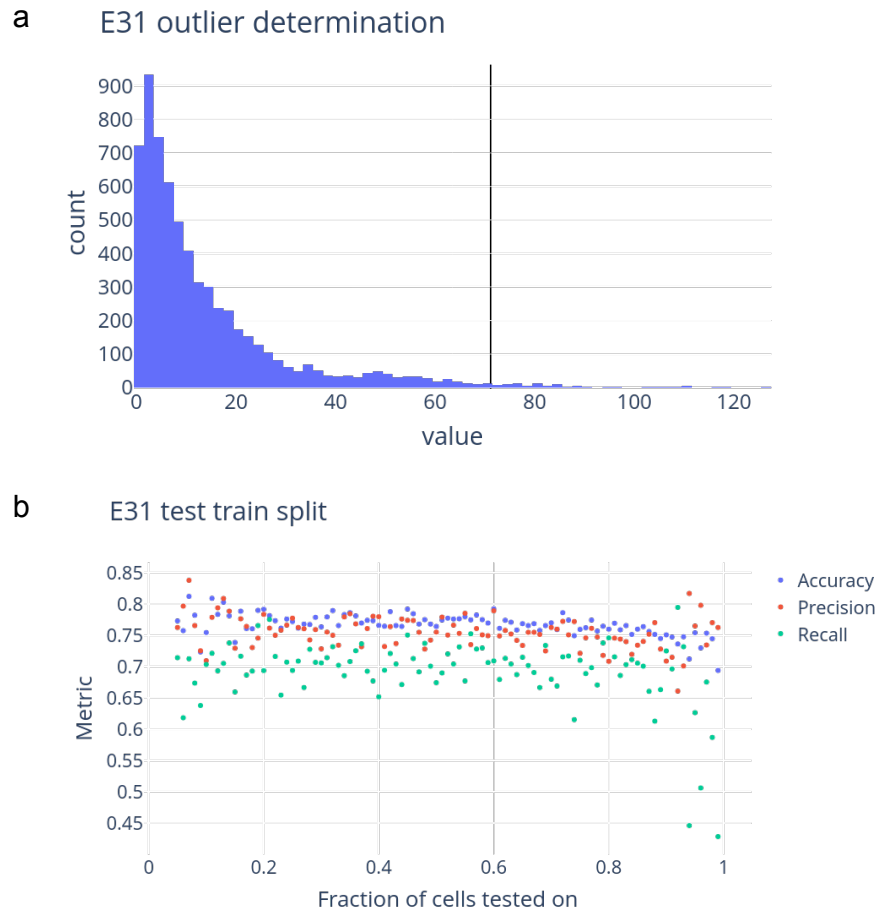 a
E31 outlier determination
900
800
700
600
500
400
300
200
100
0
count
0 20 40 60 80 100 120
value
b
E31 test train split
0.85
0.8
0.75
0.7
0.65
0.6
0.55
0.5
0.45
Metric
Accuracy
Precision
Recall
0 0.2 0.4 0.6 0.8 1
Fraction of cells tested on